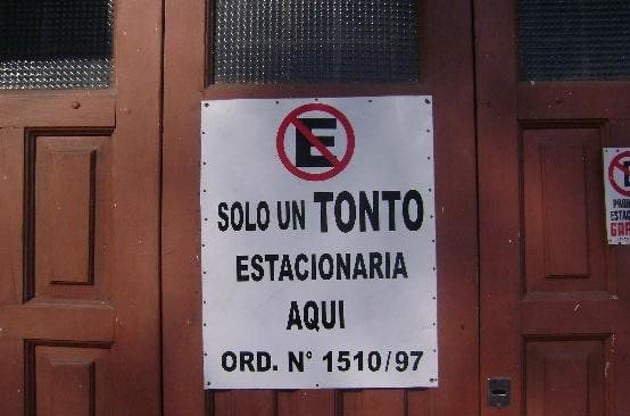 E
SOLO UN TONTO
ESTACIONARIA
AQUI
ORD. N° 1510/97
E